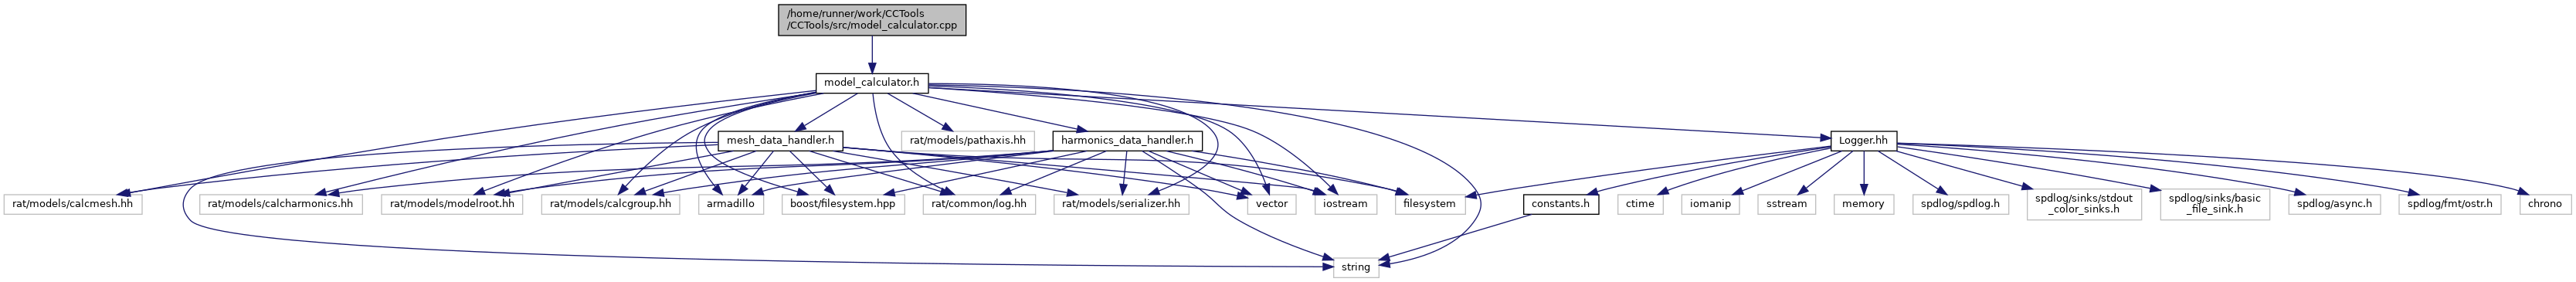 /home/runner/work/CCTools
/CCTools/src/model_calculator.cpp
model_calculator.h
mesh_data_handler.h
rat/models/pathaxis.hh
harmonics_data_handler.h
Logger.hh
rat/models/calcmesh.hh
rat/models/calcharmonics.hh
rat/models/modelroot.hh
rat/models/calcgroup.hh
armadillo
boost/filesystem.hpp
rat/common/log.hh
rat/models/serializer.hh
vector
iostream
filesystem
constants.h
ctime
iomanip
sstream
memory
spdlog/spdlog.h
spdlog/sinks/stdout
_color_sinks.h
spdlog/sinks/basic
_file_sink.h
spdlog/async.h
spdlog/fmt/ostr.h
chrono
string